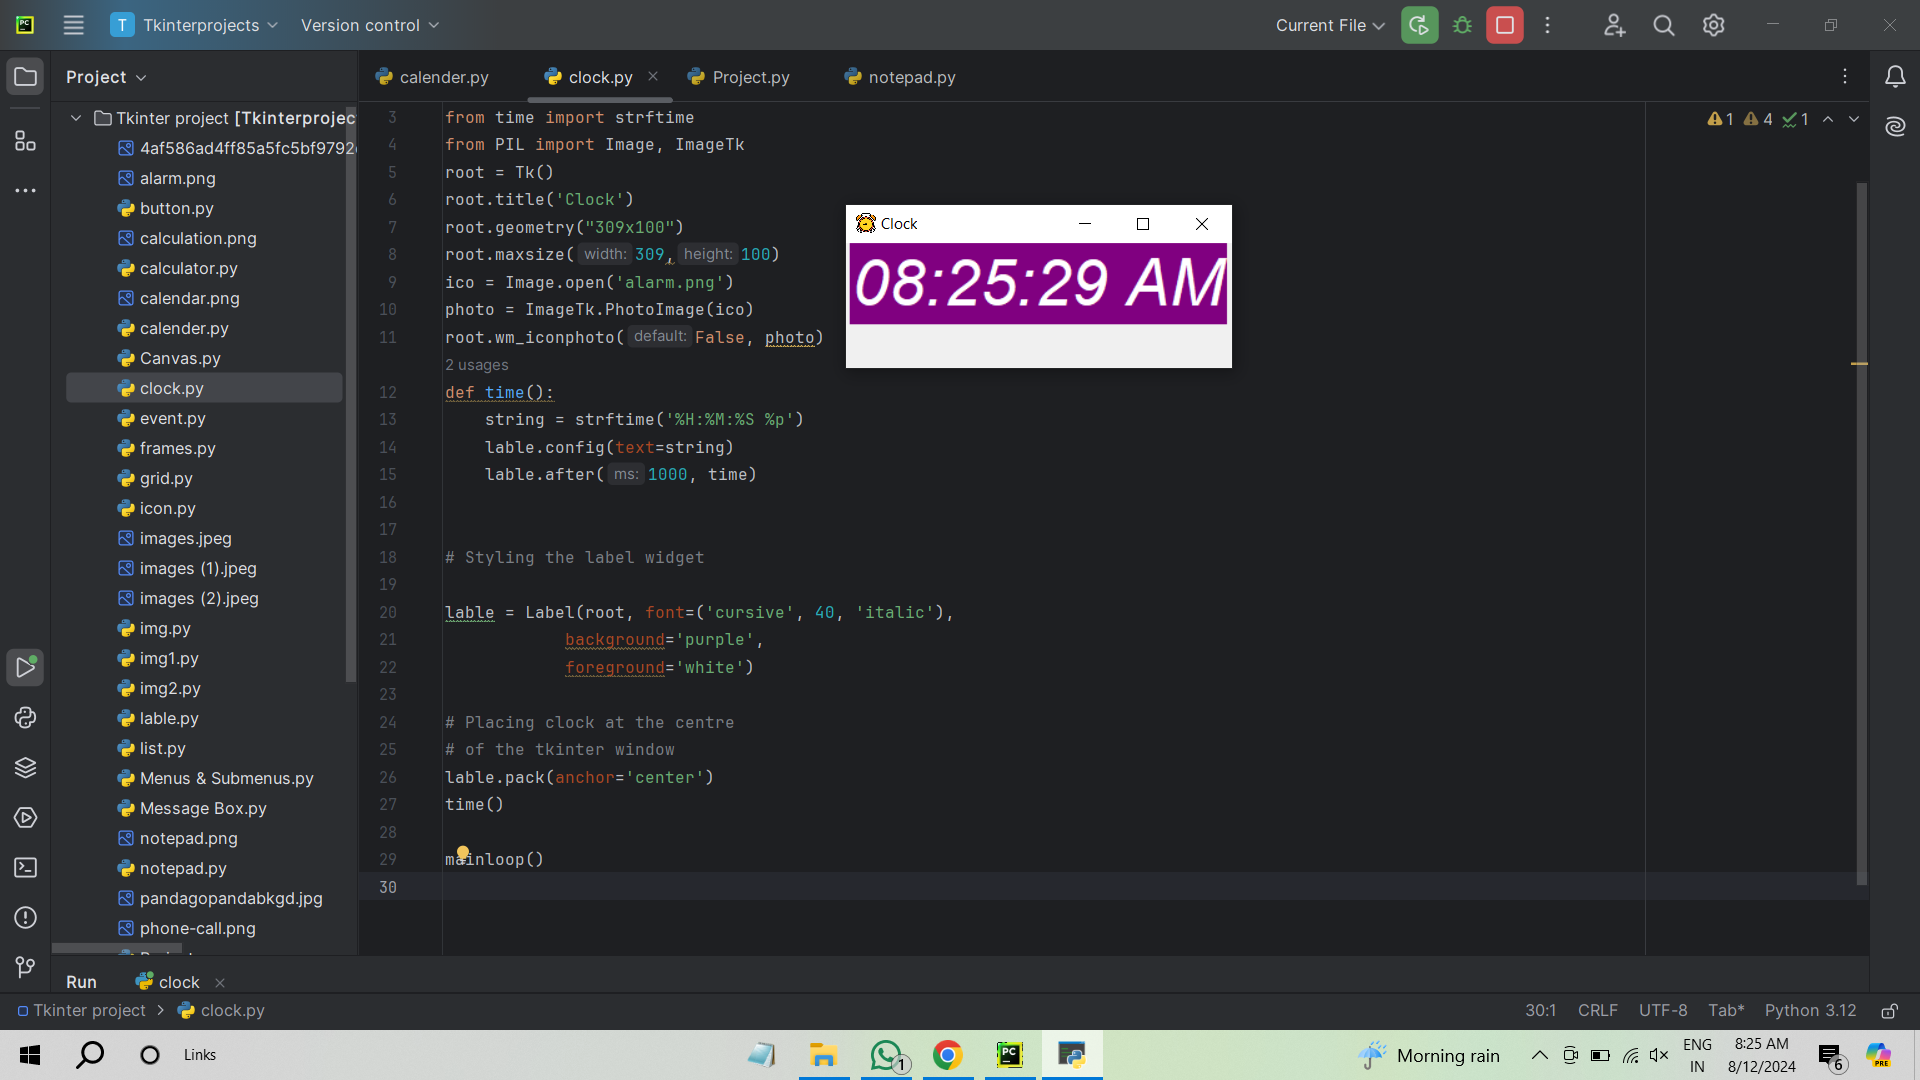 PC
T Tkinterprojects
Version control
Current File
Project
calender.py
clock.py
Project.py
notepad.py
Tkinter project [Tkinterprojec
4af586ad4ff85a5fc5bf9792
alarm.png
button.py
calculation.png
calculator.py
calendar.png
calender.py
Canvas.py
clock.py
event.py
frames.py
grid.py
icon.py
images.jpeg
images (1).jpeg
images (2).jpeg
img.py
img1.py
img2.py
lable.py
list.py
Menus & Submenus.py
Message Box.py
notepad.png
notepad.py
pandagopandabkgd.jpg
phone-call.png
1 4 1
3 from time import strftime
4 from PIL import Image, ImageTk
5 root = Tk()
6 root.title('Clock')
7 root.geometry("309x100")
8 root.maxsize( width: 309, height: 100)
9 ico = Image.open('alarm.png')
10 photo = ImageTk.PhotoImage(ico)
11 root.wm_iconphoto( default: False, photo)
2 usages
12 def time():
13 string = strftime('%H:%M:%S %p')
14 lable.config(text=string)
15 lable.after( ms: 1000, time)
16
17
18 # Styling the label widget
19
20 lable = Label(root, font=('cursive', 40, 'italic'),
21 background='purple',
22 foreground='white')
23
24 # Placing clock at the centre
25 # of the tkinter window
26 lable.pack(anchor='center')
27 time()
28
29 mainloop()
30
Clock
08:25:29 AM
Run
clock
Tkinter project > clock.py
30:1
CRLF
UTF-8
Tab*
Python 3.12
Links
1
PC
Morning rain
ENG
IN
8:25 AM
8/12/2024
6
PRE